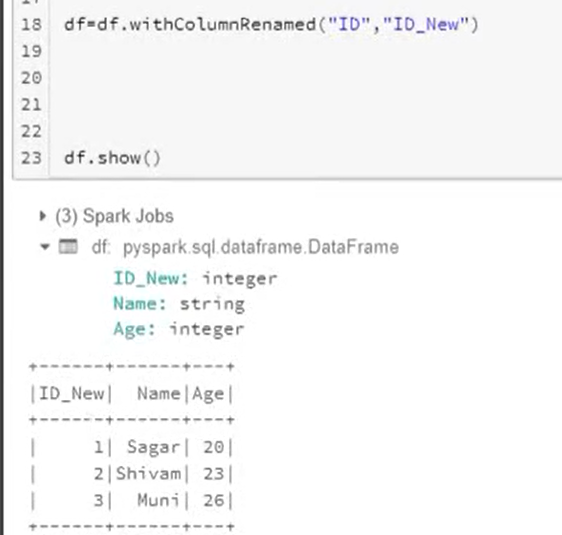 17
18 df=df.withColumnRenamed("ID","ID_New")
19
20
21
22
23 df.show()
(3) Spark Jobs
df: pyspark.sql.dataframe.DataFrame
ID_New: integer
Name: string
Age: integer
+------+------+---+
|ID_New|  Name|Age|
+------+------+---+
|     1| Sagar| 20|
|     2|Shivam| 23|
|     3|  Muni| 26|
+------+------+---+